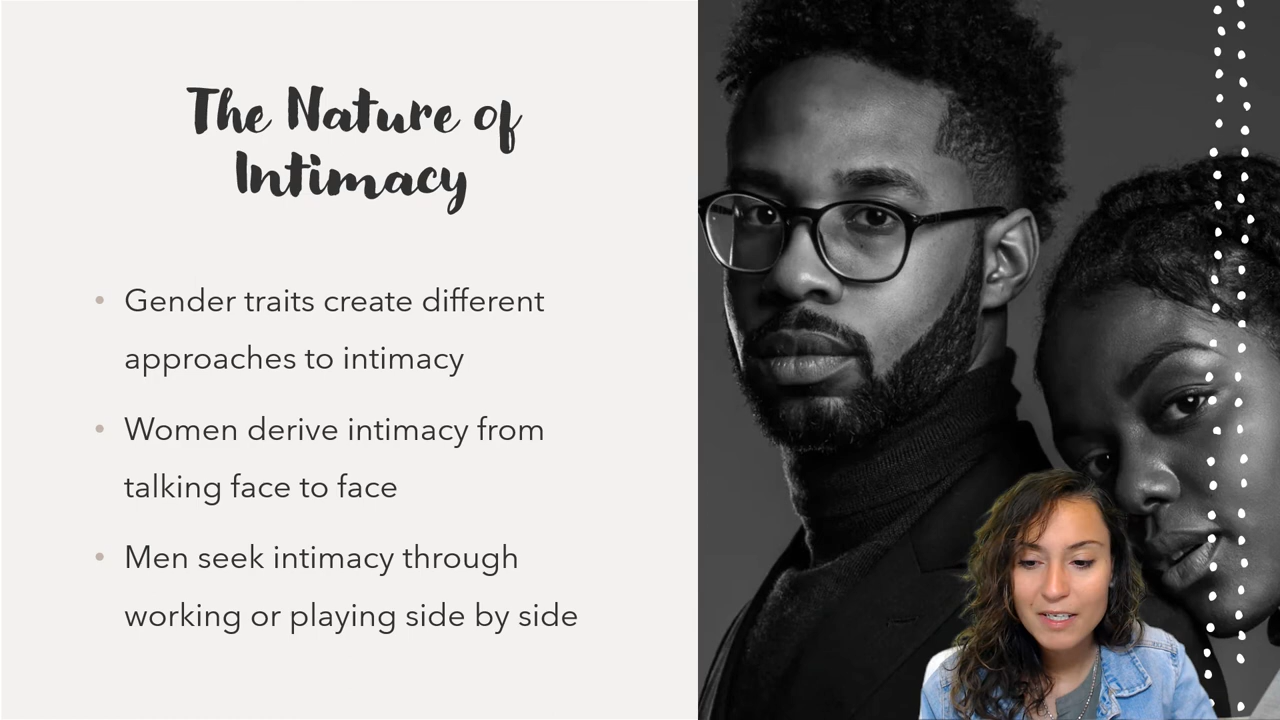 The Nature of
Intimacy
• Gender traits create different
approaches to intimacy
• Women derive intimacy from
talking face to face
• Men seek intimacy through
working or playing side by side